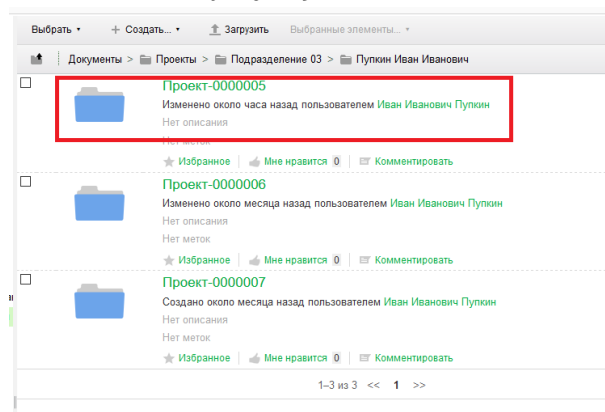 Выбрать Создать... Загрузить Выбранные элементы...
Документы > Проекты > Подразделение 03 > Пупкин Иван Иванович
Проект-0000005
Изменено около часа назад пользователем Иван Иванович Пупкин
Нет описания
Нет меток
Избранное Мне нравится 0 Комментировать
Проект-0000006
Изменено около месяца назад пользователем Иван Иванович Пупкин
Нет описания
Нет меток
Избранное Мне нравится 0 Комментировать
Проект-0000007
Создано около месяца назад пользователем Иван Иванович Пупкин
Нет описания
Нет меток
Избранное Мне нравится 0 Комментировать
1–3 из 3 << 1 >>